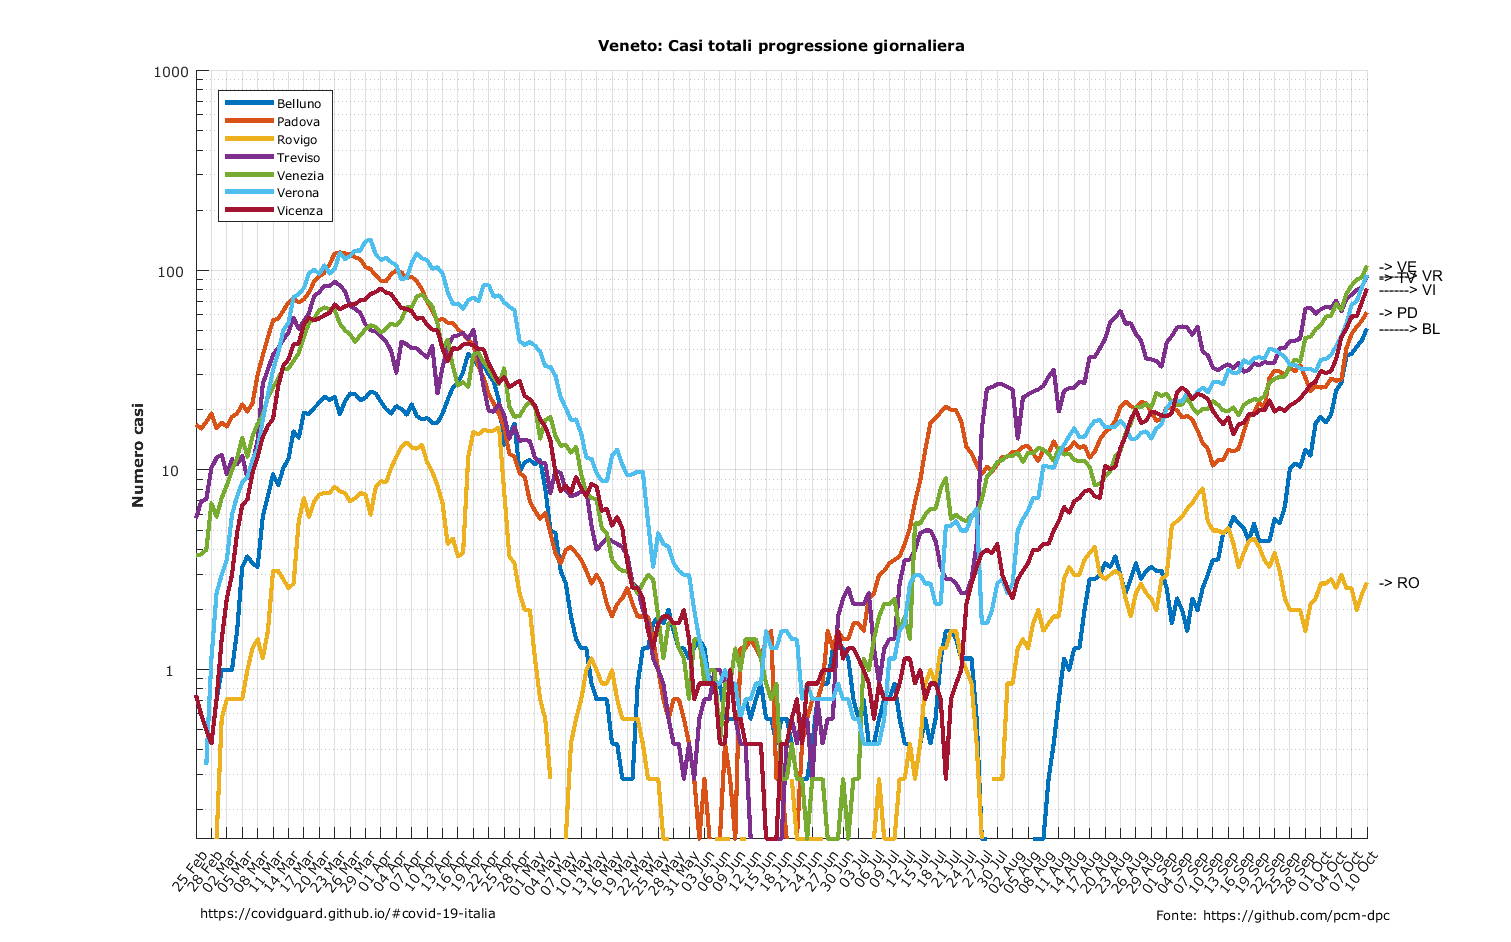 Veneto: Casi totali progressione giornaliera
1000
100
10
1
Numero casi
Belluno
Padova
Rovigo
Treviso
Venezia
Verona
Vicenza
-> VE
-> TV
------> VR
------> VI
-> PD
------> BL
-> RO
25 Feb
28 Feb
02 Mar
05 Mar
08 Mar
11 Mar
14 Mar
17 Mar
20 Mar
23 Mar
26 Mar
29 Mar
01 Apr
04 Apr
07 Apr
10 Apr
13 Apr
16 Apr
19 Apr
22 Apr
25 Apr
28 Apr
01 May
04 May
07 May
10 May
13 May
16 May
19 May
22 May
25 May
28 May
31 May
03 Jun
06 Jun
09 Jun
12 Jun
15 Jun
18 Jun
21 Jun
24 Jun
27 Jun
30 Jun
03 Jul
06 Jul
09 Jul
12 Jul
15 Jul
18 Jul
21 Jul
24 Jul
27 Jul
30 Jul
02 Aug
05 Aug
08 Aug
11 Aug
14 Aug
17 Aug
20 Aug
23 Aug
26 Aug
29 Aug
01 Sep
04 Sep
07 Sep
10 Sep
13 Sep
16 Sep
19 Sep
22 Sep
25 Sep
28 Sep
01 Oct
04 Oct
07 Oct
10 Oct
https://covidguard.github.io/#covid-19-italia
Fonte: https://github.com/pcm-dpc